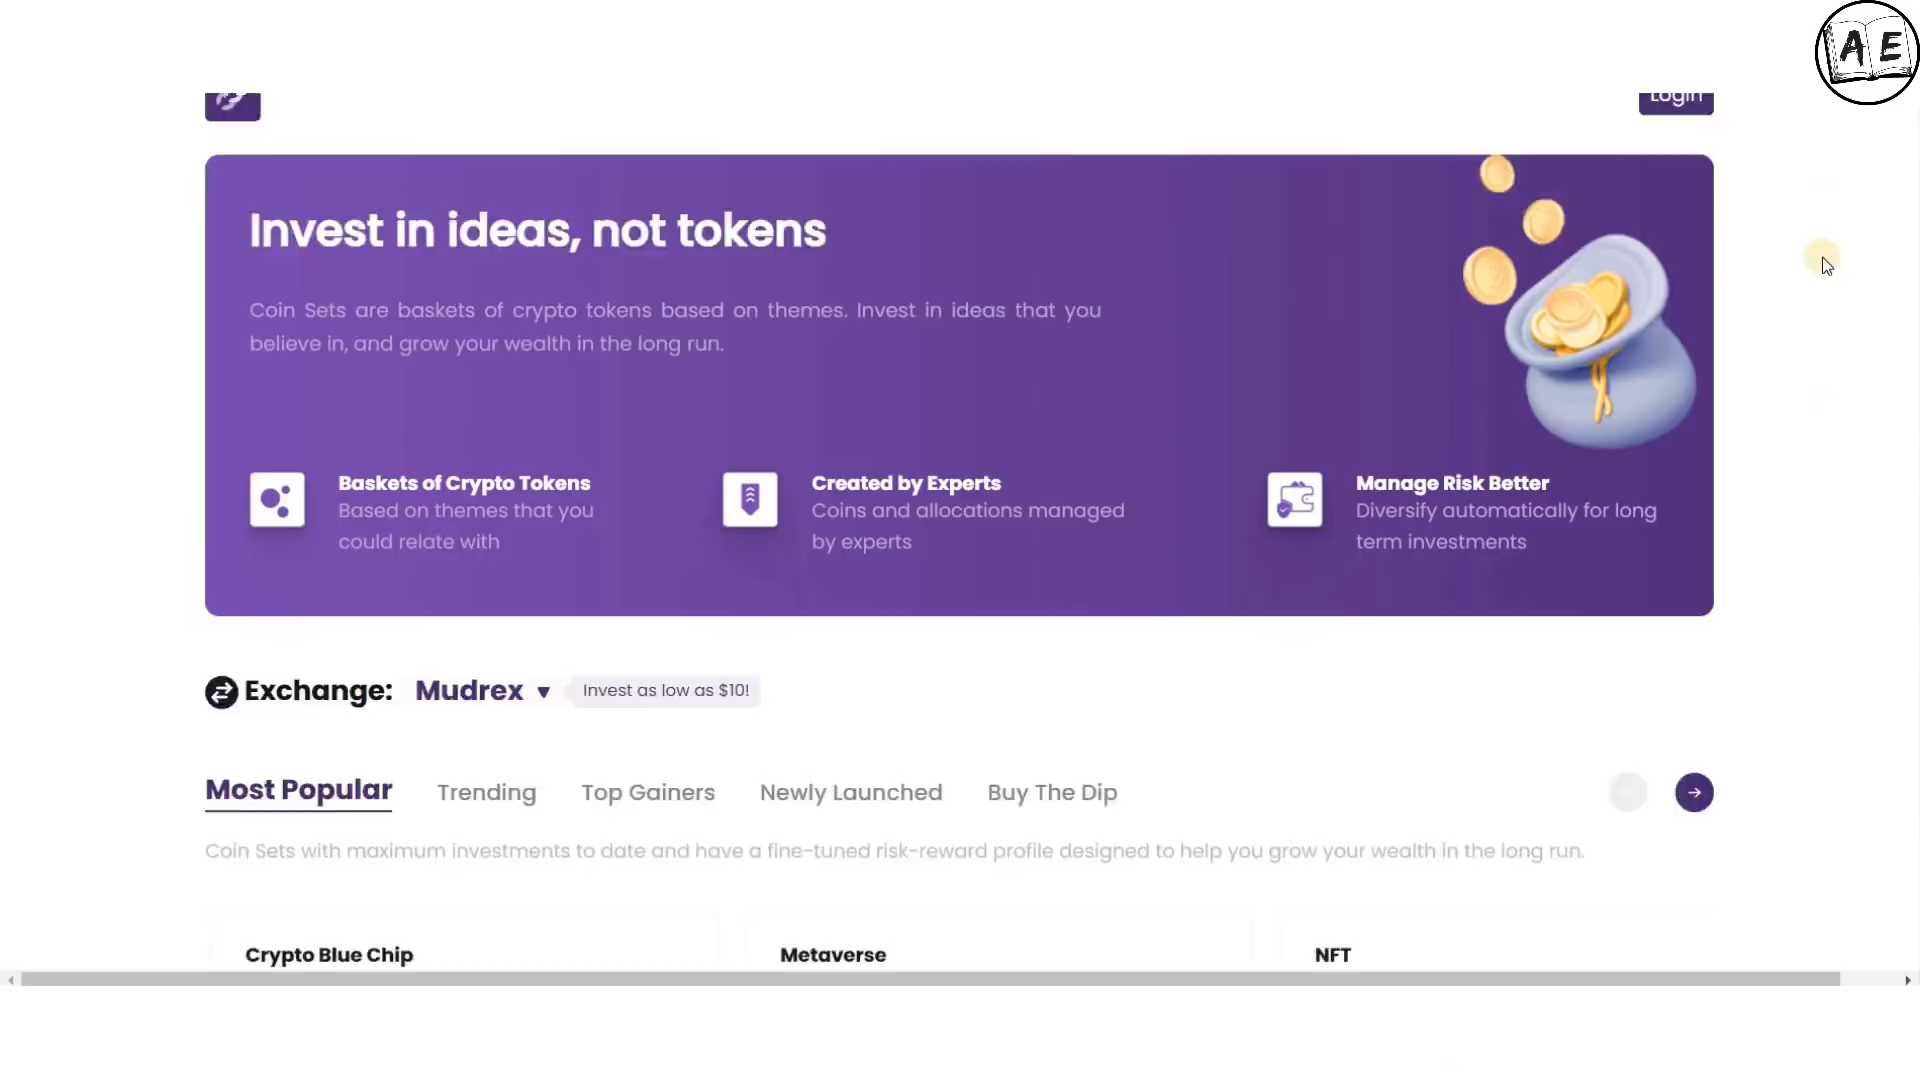 A E
Login
Invest in ideas, not tokens
Coin Sets are baskets of crypto tokens based on themes. Invest in ideas that you
believe in, and grow your wealth in the long run.
Baskets of Crypto Tokens
Based on themes that you
could relate with
Created by Experts
Coins and allocations managed
by experts
Manage Risk Better
Diversify automatically for long
term investments
Exchange: Mudrex ▼ Invest as low as $10!
Most Popular Trending Top Gainers Newly Launched Buy The Dip
Coin Sets with maximum investments to date and have a fine-tuned risk-reward profile designed to help you grow your wealth in the long run.
Crypto Blue Chip Metaverse NFT